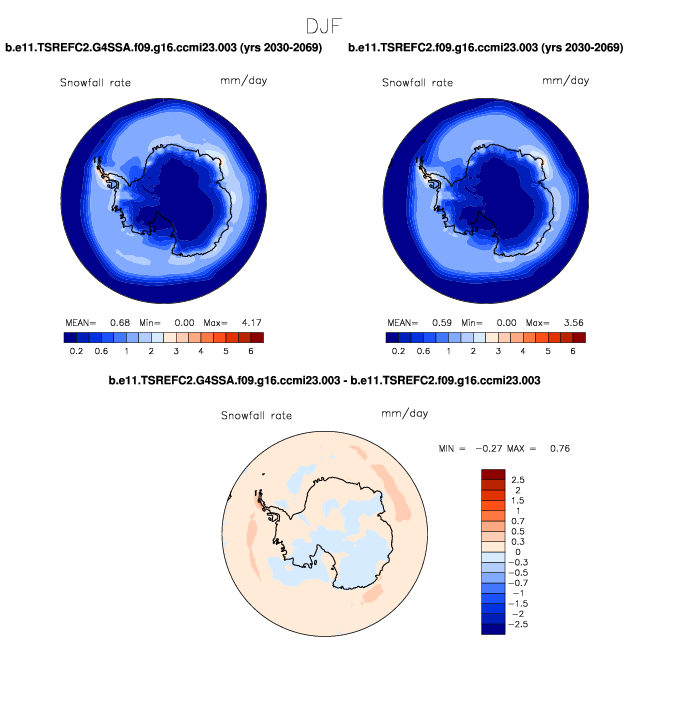 DJF
b.e11.TSREFC2.G4SSA.f09.g16.ccmi23.003 (yrs 2030-2069) b.e11.TSREFC2.f09.g16.ccmi23.003 (yrs 2030-2069)
Snowfall rate mm/day Snowfall rate mm/day
MEAN= 0.68 Min= 0.00 Max= 4.17 MEAN= 0.59 Min= 0.00 Max= 3.56
0.2 0.6 1 2 3 4 5 6 0.2 0.6 1 2 3 4 5 6
b.e11.TSREFC2.G4SSA.f09.g16.ccmi23.003 - b.e11.TSREFC2.f09.g16.ccmi23.003
Snowfall rate mm/day
MIN = -0.27 MAX = 0.76
2.5
2
1.5
1
0.7
0.5
0.3
0
-0.3
-0.5
-0.7
-1
-1.5
-2
-2.5